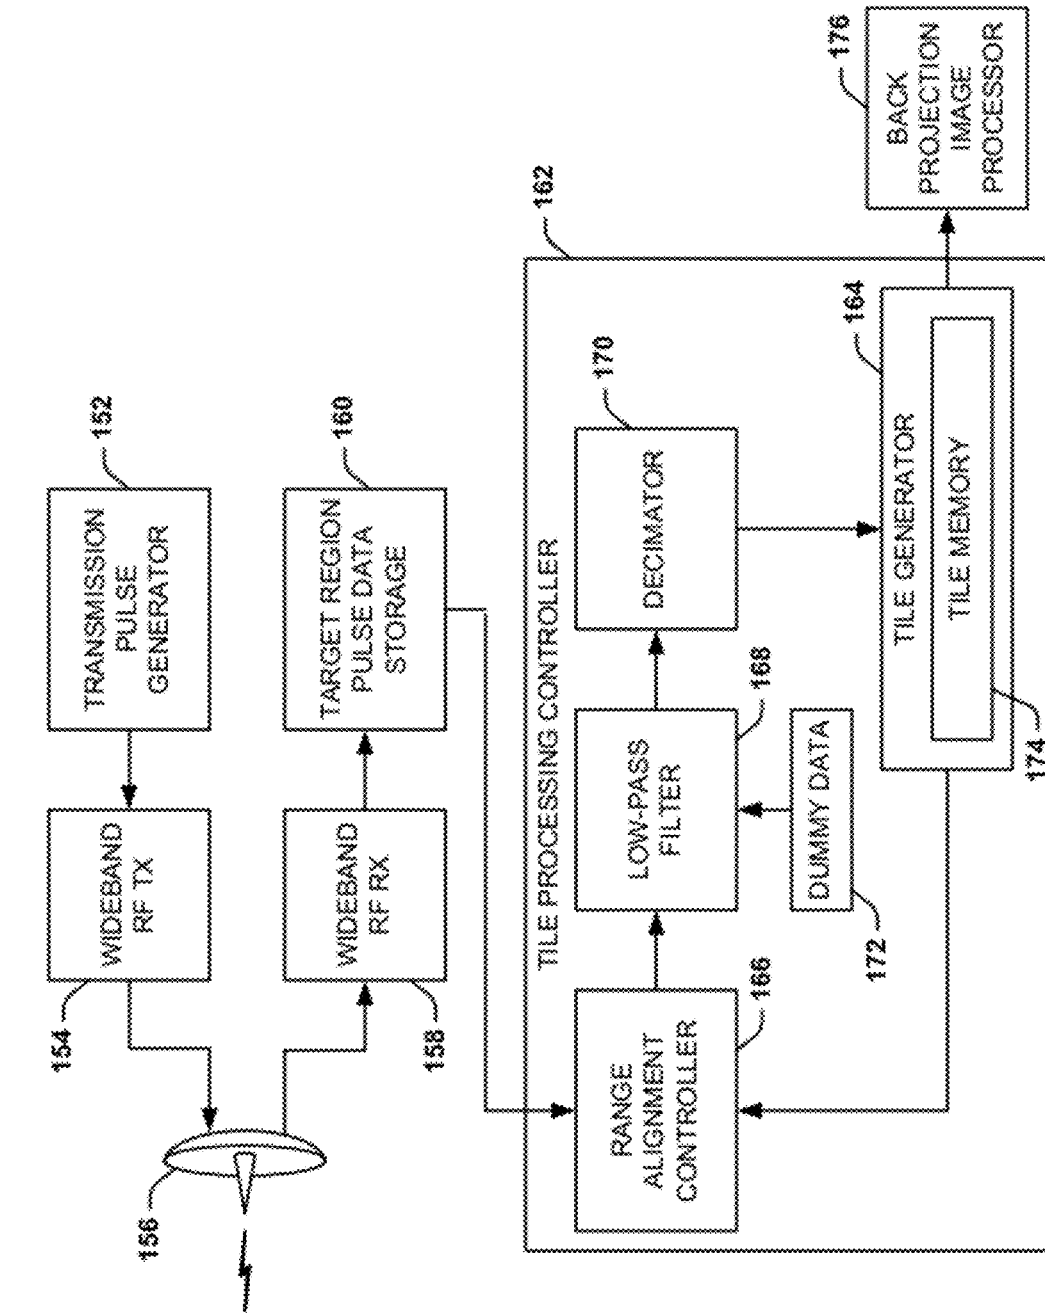 152
TRANSMISSION
PULSE
GENERATOR
154
WIDEBAND
RF TX
156
158
WIDEBAND
RF RX
160
TARGET REGION
PULSE DATA
STORAGE
162
TILE PROCESSING CONTROLLER
166
RANGE
ALIGNMENT
CONTROLLER
168
LOW-PASS
FILTER
170
DECIMATOR
172
DUMMY DATA
164
TILE GENERATOR
TILE MEMORY
174
176
BACK
PROJECTION
IMAGE
PROCESSOR